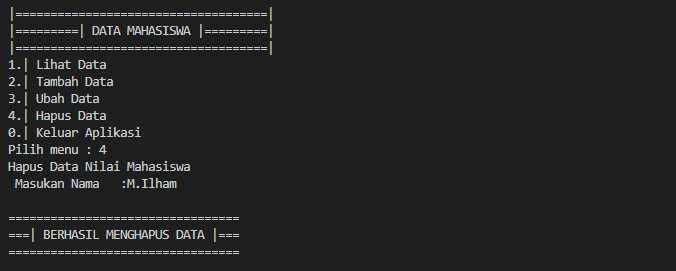 |====================================|
|=========| DATA MAHASISWA |=========|
|====================================|
1.| Lihat Data
2.| Tambah Data
3.| Ubah Data
4.| Hapus Data
0.| Keluar Aplikasi
Pilih menu : 4
Hapus Data Nilai Mahasiswa
 Masukan Nama   :M.Ilham

=================================
===| BERHASIL MENGHAPUS DATA |===
=================================